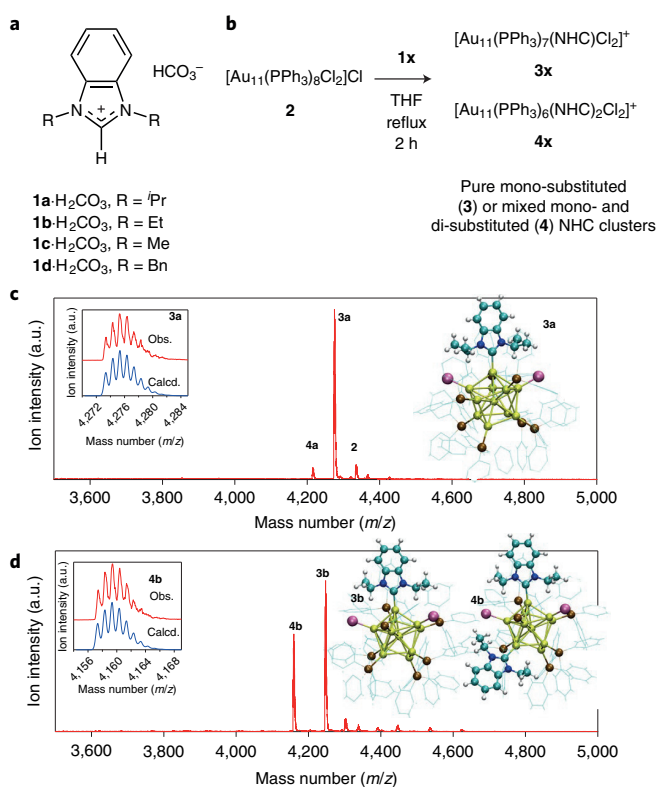 a
HCO3−
N
N
+
R
R
H
1a·H2CO3, R = iPr
1b·H2CO3, R = Et
1c·H2CO3, R = Me
1d·H2CO3, R = Bn
b
[Au11(PPh3)8Cl2]Cl
2
1x
THF
reflux
2 h
[Au11(PPh3)7(NHC)Cl2]+
3x
[Au11(PPh3)6(NHC)2Cl2]+
4x
Pure mono-substituted
(3) or mixed mono- and
di-substituted (4) NHC clusters
c
Ion intensity (a.u.)
Ion intensity (a.u.)
3a
Obs.
Calcd.
4,272
4,276
4,280
4,284
Mass number (m/z)
3a
4a
2
3a
3,600
3,800
4,000
4,200
4,400
4,600
4,800
5,000
Mass number (m/z)
d
Ion intensity (a.u.)
Ion intensity (a.u.)
4b
Obs.
Calcd.
4,156
4,160
4,164
4,168
Mass number (m/z)
3b
4b
3b
4b
3,600
3,800
4,000
4,200
4,400
4,600
4,800
5,000
Mass number (m/z)